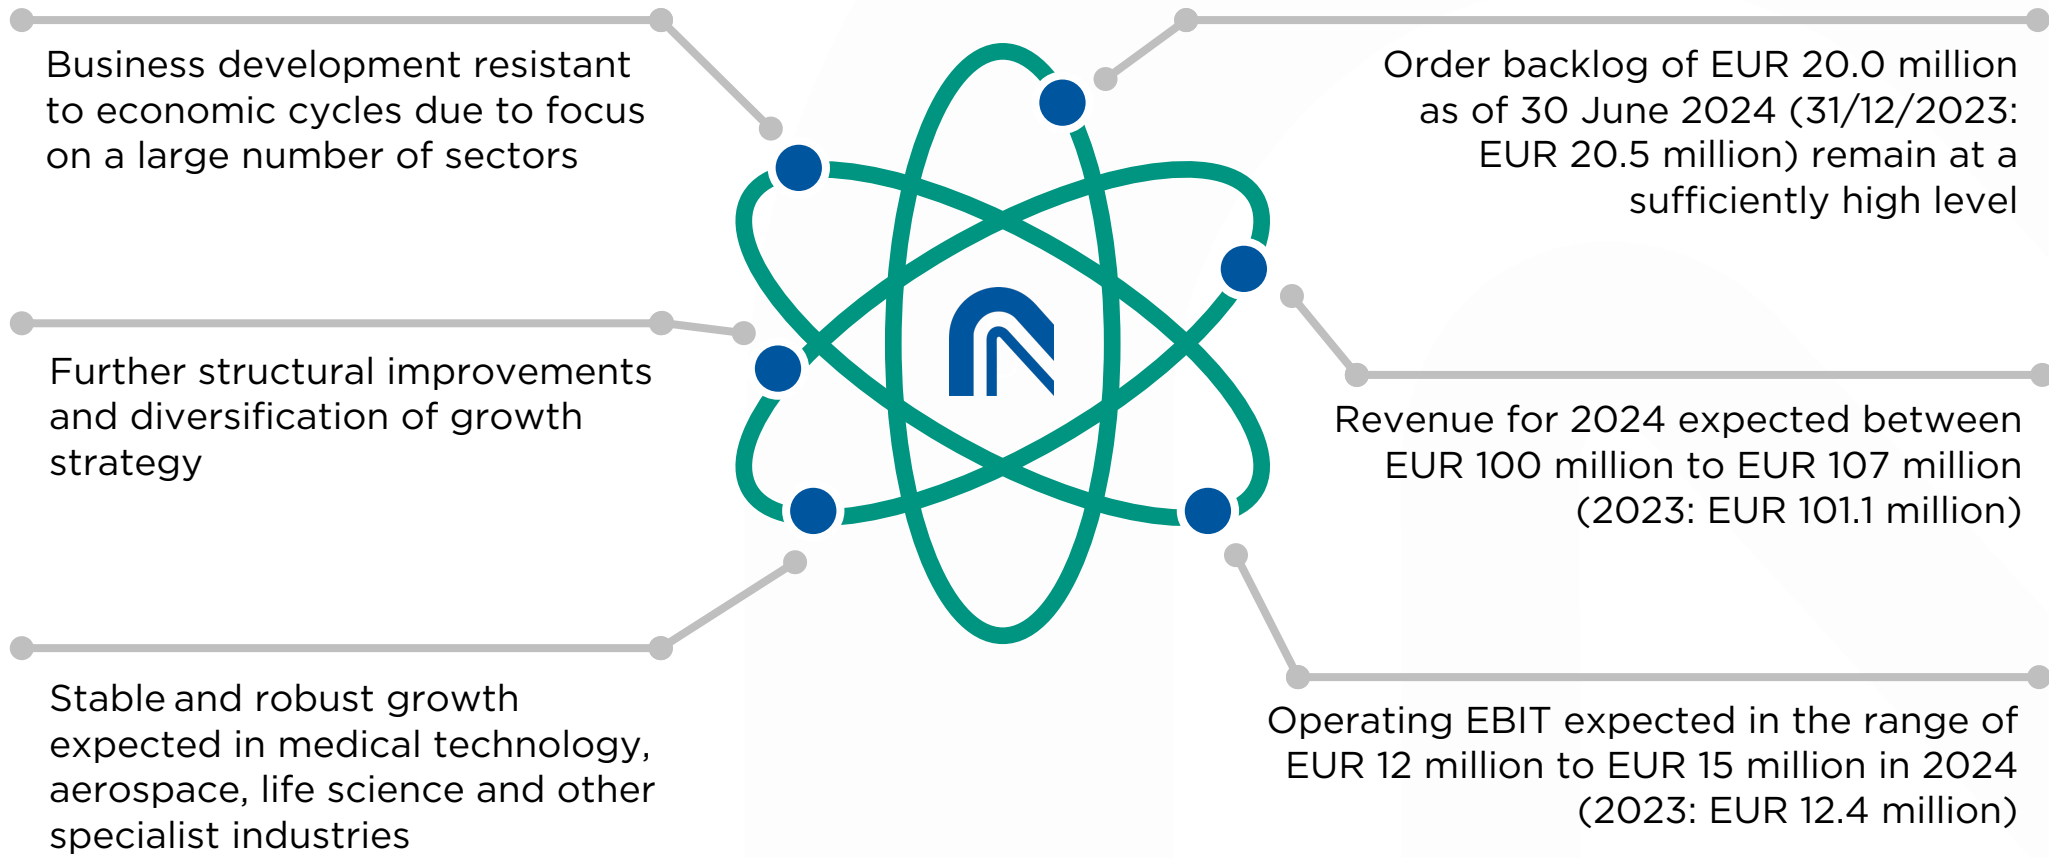 Business development resistant
to economic cycles due to focus
on a large number of sectors
Further structural improvements
and diversification of growth
strategy
Stable and robust growth
expected in medical technology,
aerospace, life science and other
specialist industries
Order backlog of EUR 20.0 million
as of 30 June 2024 (31/12/2023:
EUR 20.5 million) remain at a
sufficiently high level
Revenue for 2024 expected between
EUR 100 million to EUR 107 million
(2023: EUR 101.1 million)
Operating EBIT expected in the range of
EUR 12 million to EUR 15 million in 2024
(2023: EUR 12.4 million)